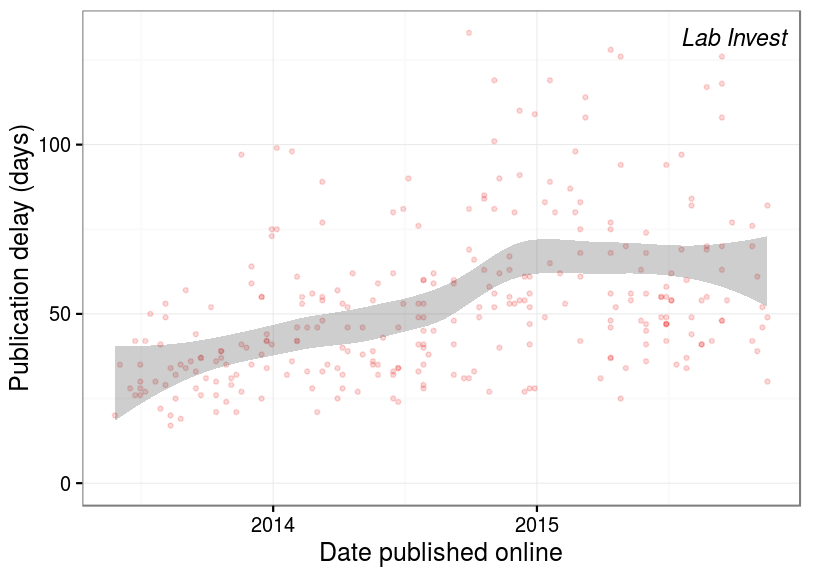 Lab Invest
Publication delay (days)
100
50
0
2014
2015
Date published online